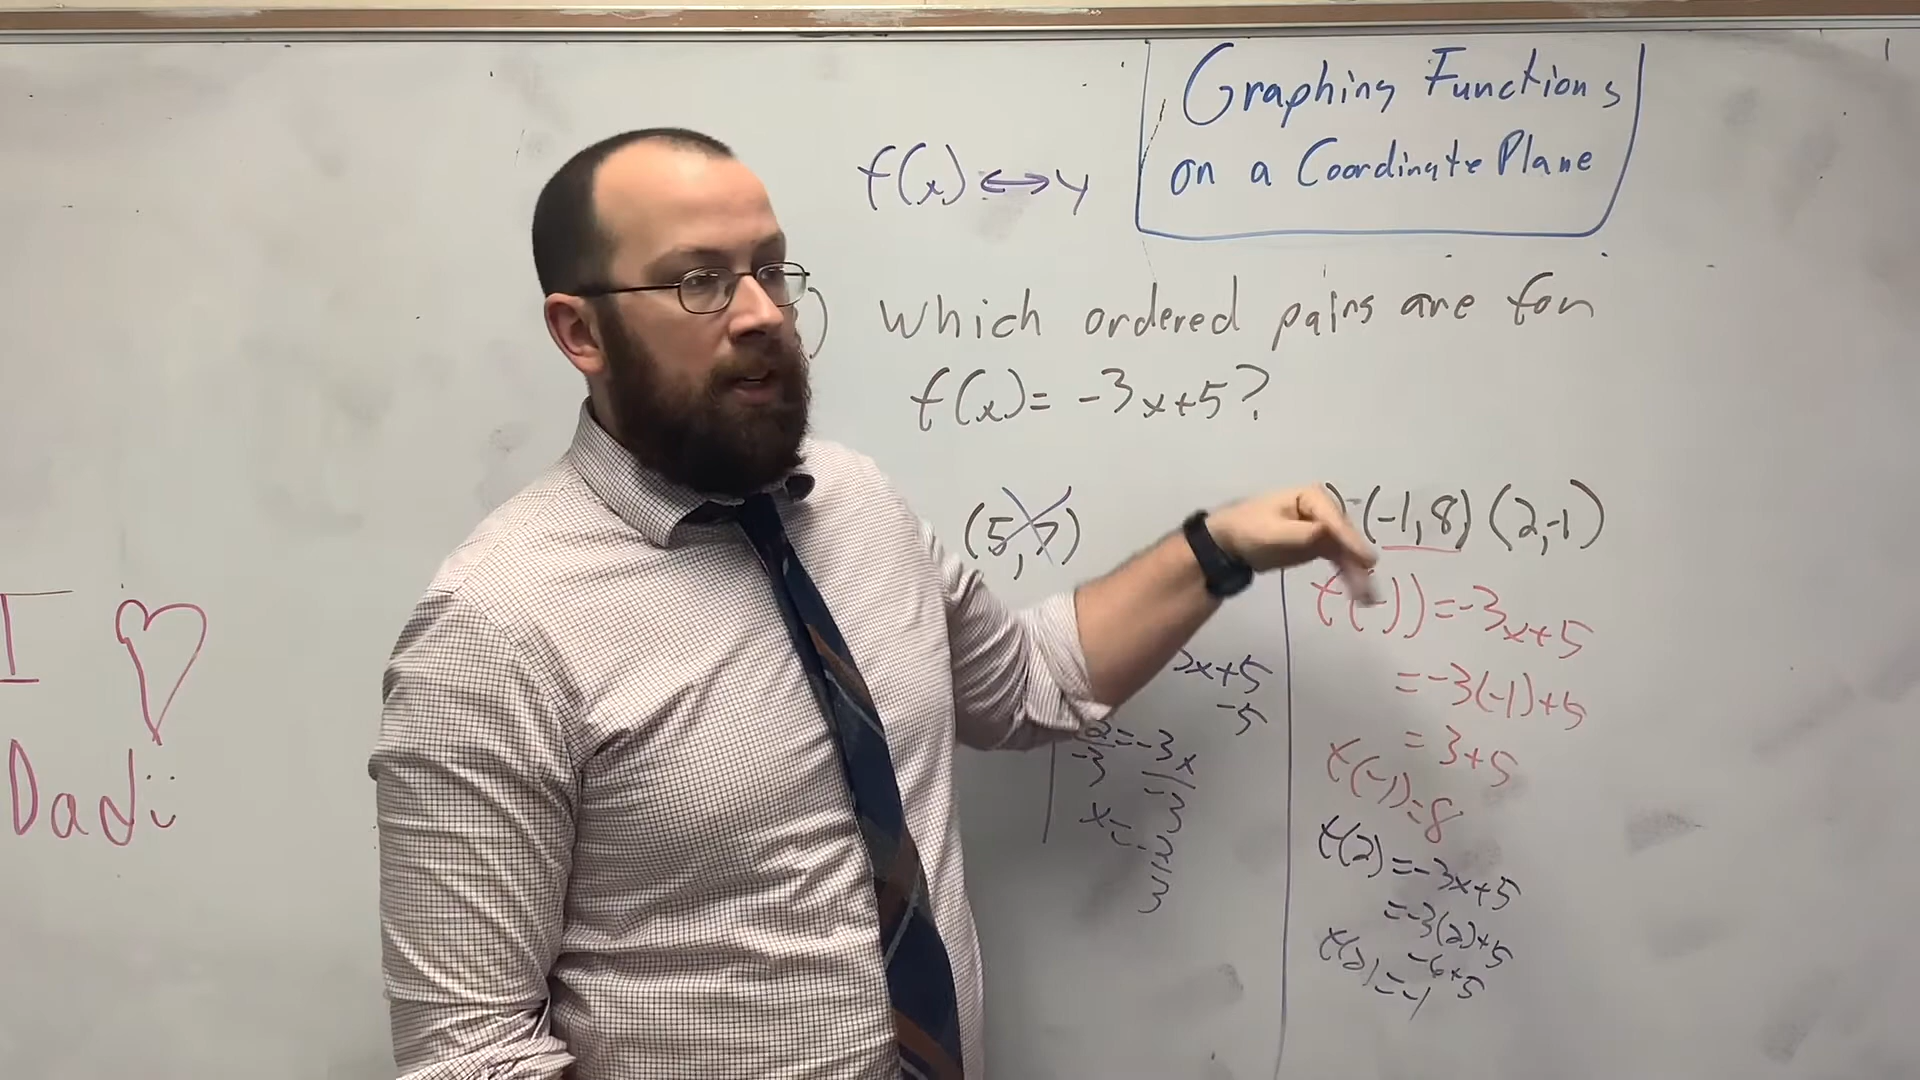 Graphing Functions
on a Coordinate Plane
f(x) ↔ y
) Which ordered pairs are for
f(x) = -3x+5?
(5,7)
) (-1,8) (2,-1)
x+5
-5
2/-3 = -3x/-3
x = -2/3
f(-1) = -3x+5
= -3(-1)+5
= 3+5
f(-1) = 8
f(2) = -3x+5
= -3(2)+5
-6+5
f(2) = -1
I ♡
Dadii